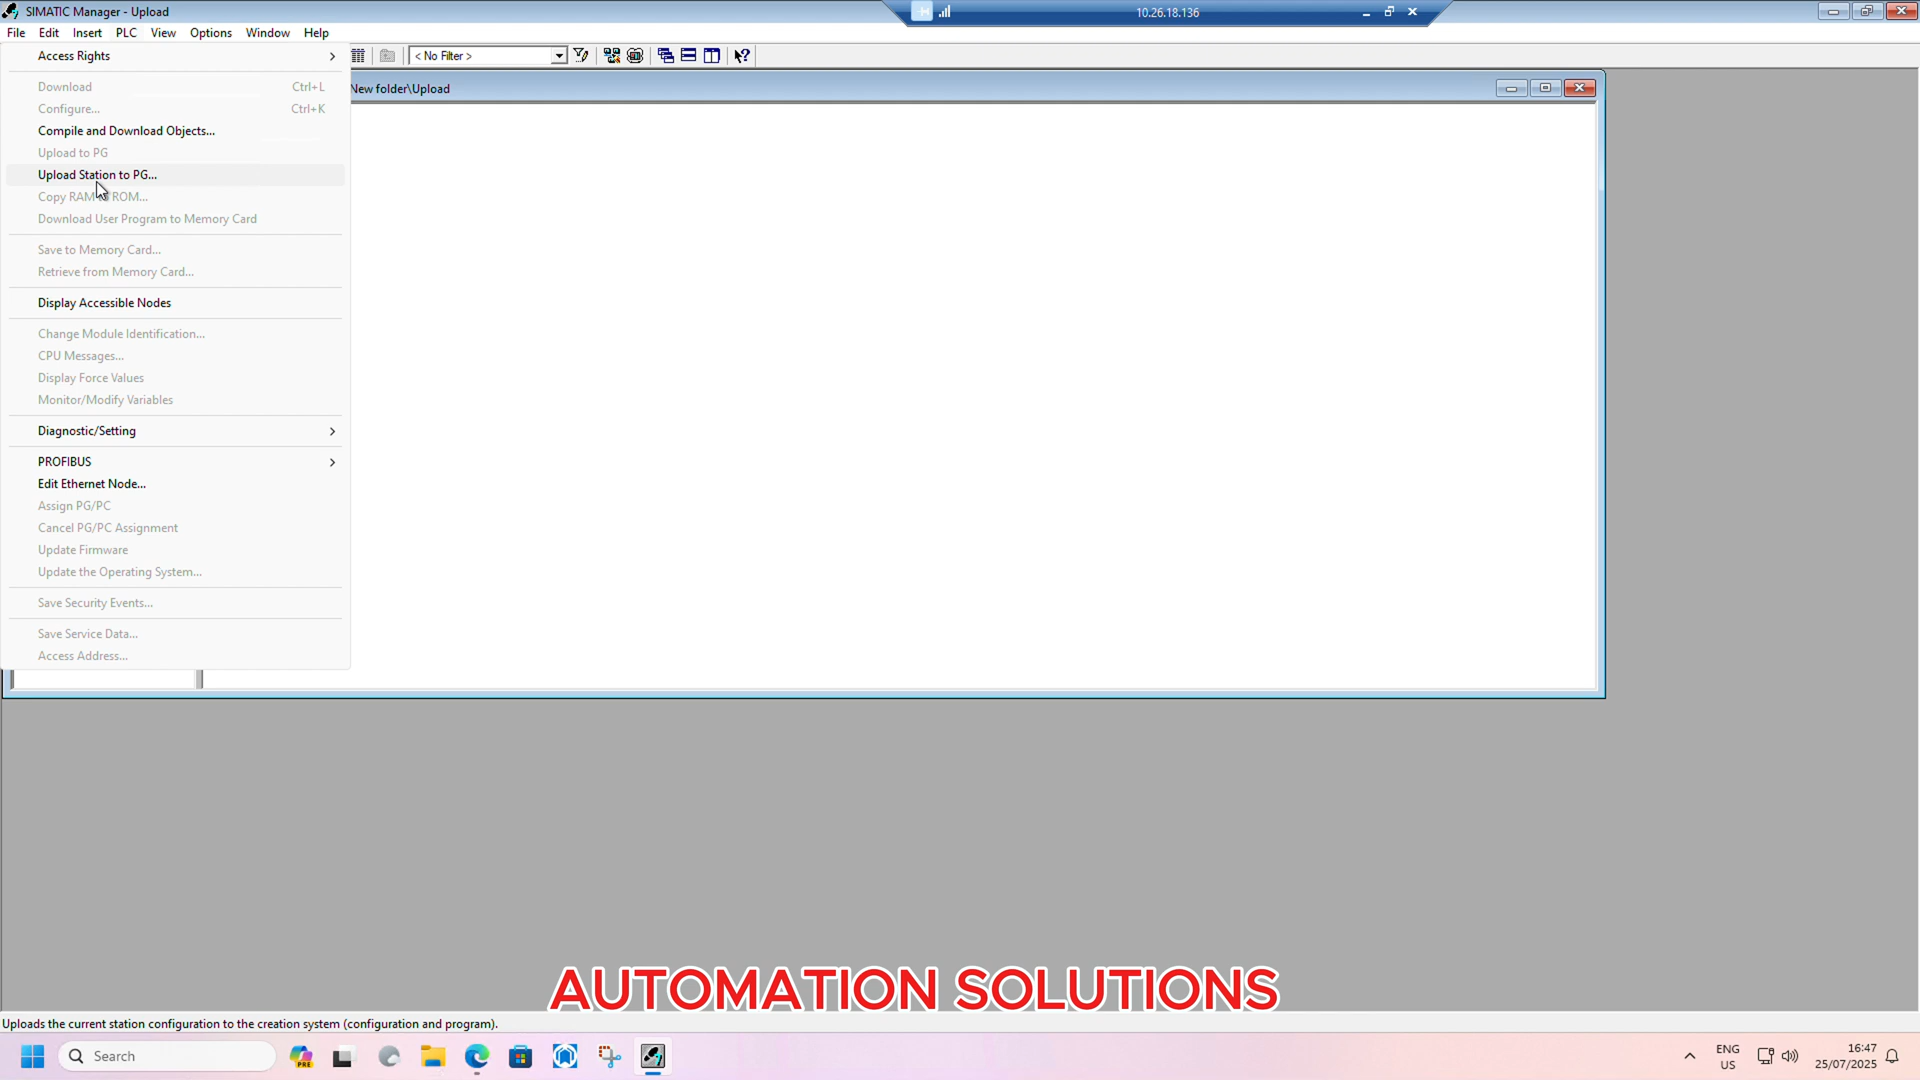 SIMATIC Manager - Upload
10.26.18.136
File Edit Insert PLC View Options Window Help
Access Rights
< No Filter >
Download Ctrl+L
New folder\Upload
Configure... Ctrl+K
Compile and Download Objects...
Upload to PG
Upload Station to PG...
Copy RAM ROM...
Download User Program to Memory Card
Save to Memory Card...
Retrieve from Memory Card...
Display Accessible Nodes
Change Module Identification...
CPU Messages...
Display Force Values
Monitor/Modify Variables
Diagnostic/Setting
PROFIBUS
Edit Ethernet Node...
Assign PG/PC
Cancel PG/PC Assignment
Update Firmware
Update the Operating System...
Save Security Events...
Save Service Data...
Access Address...
AUTOMATION SOLUTIONS
Uploads the current station configuration to the creation system (configuration and program).
Search
PRE
ENG
US
16:47
25/07/2025